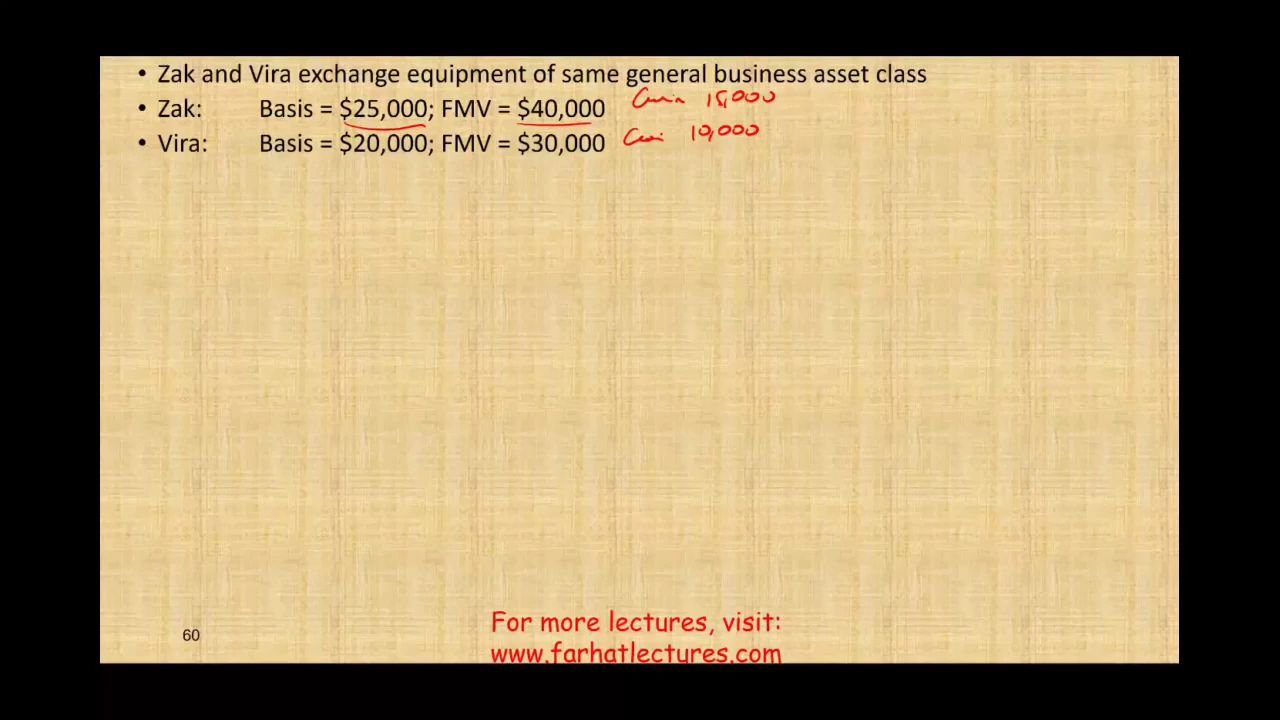 • Zak and Vira exchange equipment of same general business asset class
• Zak: Basis = $25,000; FMV = $40,000 Gain 15,000
• Vira: Basis = $20,000; FMV = $30,000 10,000
60
For more lectures, visit:
www.farhatlectures.com